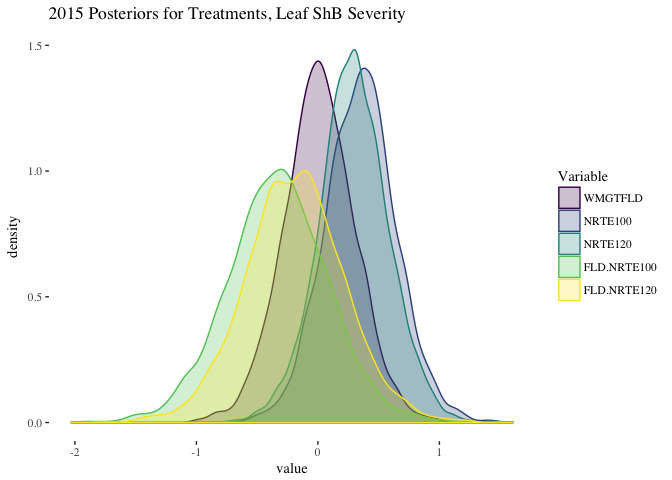 2015 Posteriors for Treatments, Leaf ShB Severity
1.5
1.0
0.5
0.0
density
-2
-1
0
1
value
Variable
WMGTFLD
NRTE100
NRTE120
FLD.NRTE100
FLD.NRTE120